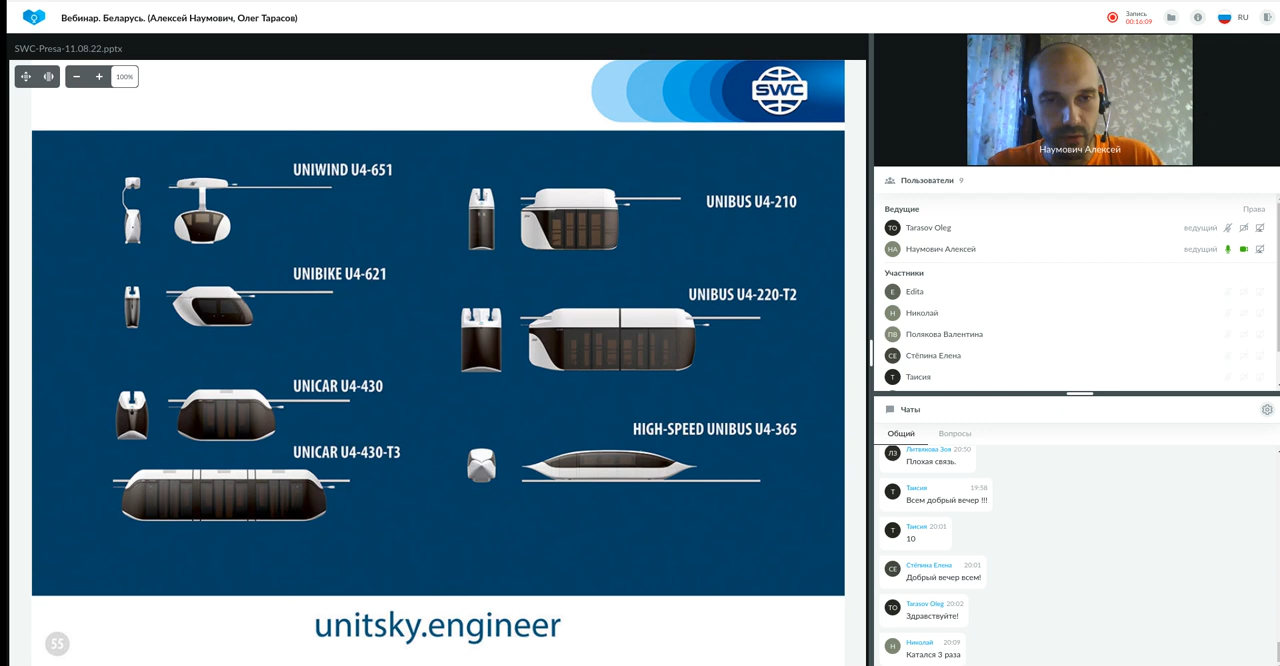 Вебинар. Беларусь. (Алексей Наумович, Олег Тарасов)
Запись
00:16:09
RU
SWC-Presa-11.08.22.pptx
100%
SWC
UNIWIND U4-651
UNIBIKE U4-621
UNICAR U4-430
UNICAR U4-430-T3
UNIBUS U4-210
UNIBUS U4-220-T2
HIGH-SPEED UNIBUS U4-365
unitsky.engineer
55
Наумович Алексей
Пользователи 9
Ведущие Права
ТО Tarasov Oleg ведущий
НА Наумович Алексей ведущий
Участники
E Edita
Н Николай
ПВ Полякова Валентина
СЕ Стёпина Елена
Т Таисия
Чаты
Общий Вопросы
ЛЗ Литвякова Зоя 20:50
Плохая связь.
Т Таисия 19:58
Всем добрый вечер !!!
Т Таисия 20:01
10
СЕ Стёпина Елена 20:01
Добрый вечер всем!
ТО Tarasov Oleg 20:02
Здравствуйте!
Н Николай 20:09
Катался 3 раза